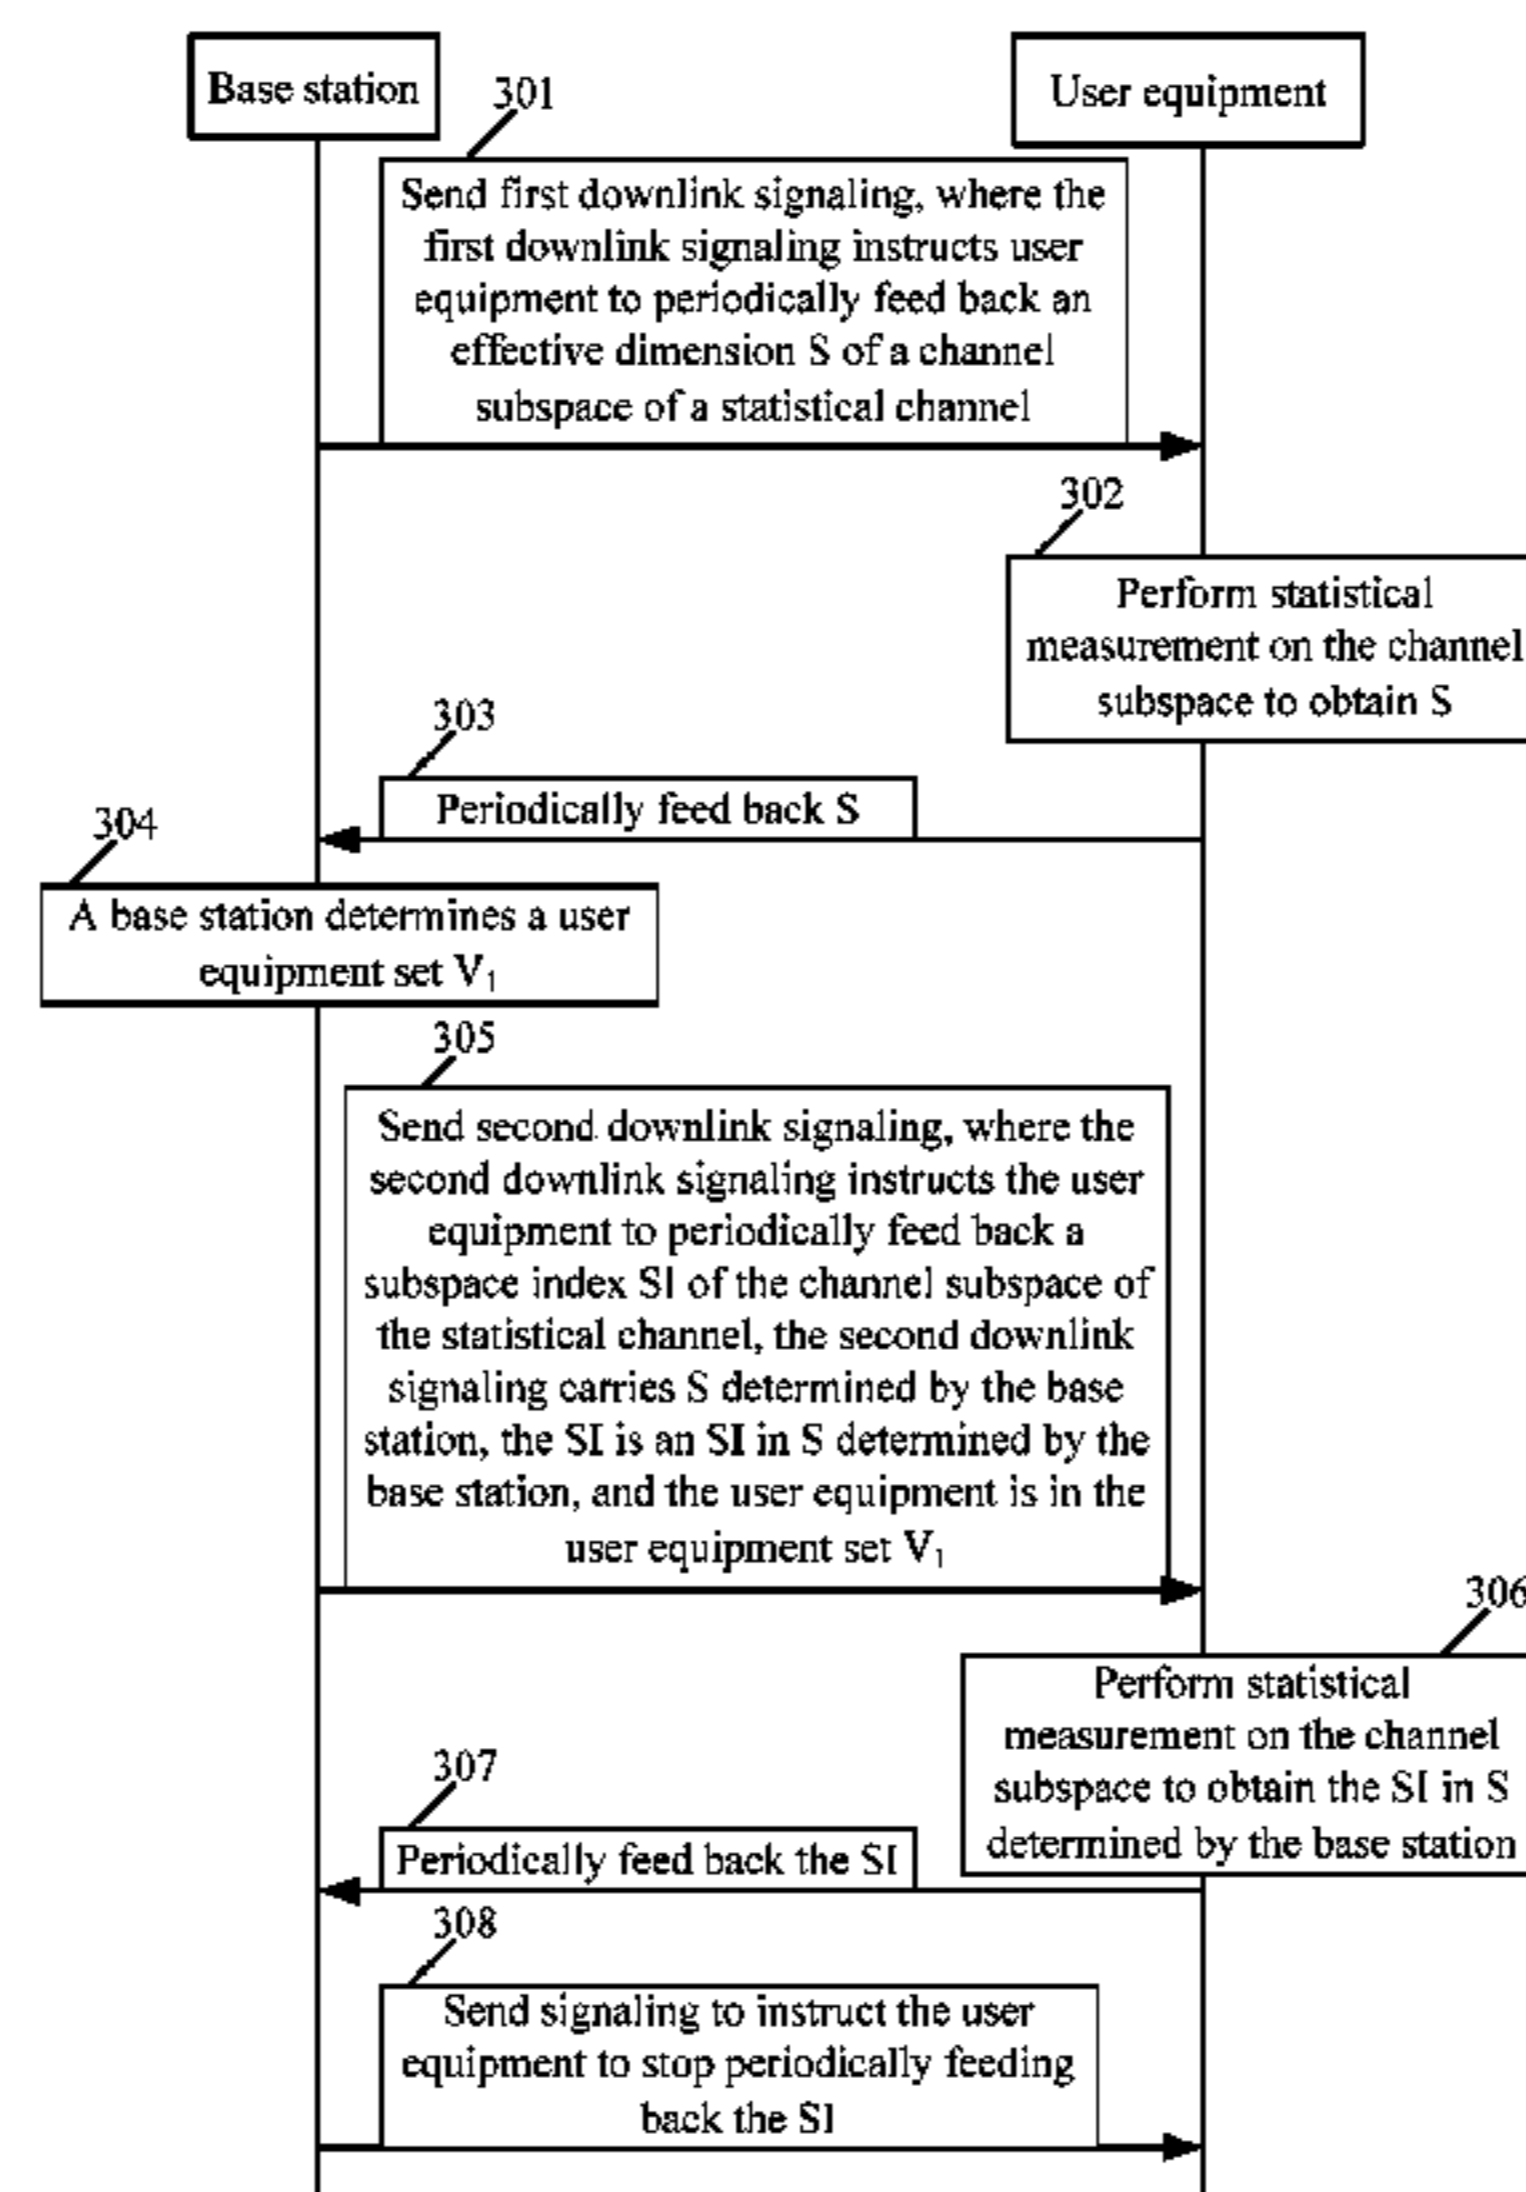 Base station
User equipment
301
Send first downlink signaling, where the
first downlink signaling instructs user
equipment to periodically feed back an
effective dimension S of a channel
subspace of a statistical channel
302
Perform statistical
measurement on the channel
subspace to obtain S
303
Periodically feed back S
304
A base station determines a user
equipment set V₁
305
Send second downlink signaling, where the
second downlink signaling instructs the user
equipment to periodically feed back a
subspace index SI of the channel subspace of
the statistical channel, the second downlink
signaling carries S determined by the base
station, the SI is an SI in S determined by the
base station, and the user equipment is in the
user equipment set V₁
306
Perform statistical
measurement on the channel
subspace to obtain the SI in S
determined by the base station
307
Periodically feed back the SI
308
Send signaling to instruct the user
equipment to stop periodically feeding
back the SI